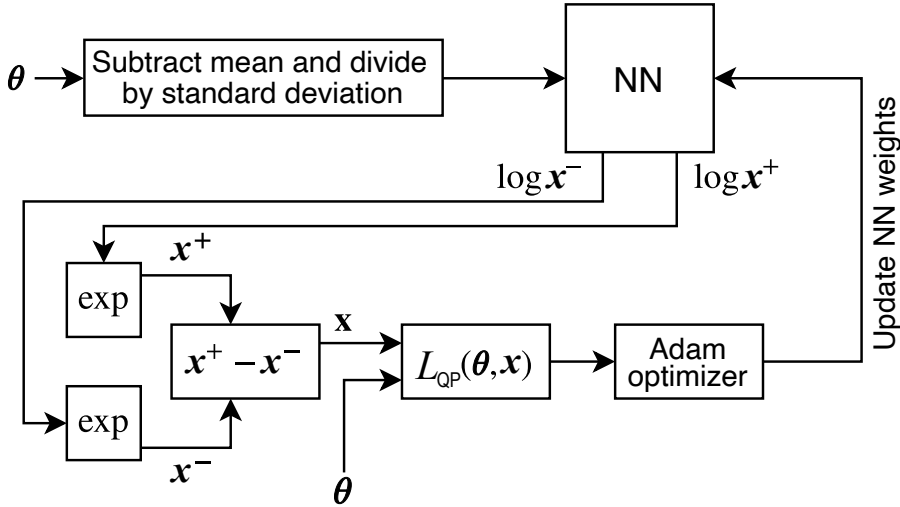 θ
Subtract mean and divide
by standard deviation
NN
log x⁻
log x⁺
Update NN weights
x⁺
exp
x⁺ − x⁻
x
L_QP(θ, x)
Adam
optimizer
exp
x⁻
θ